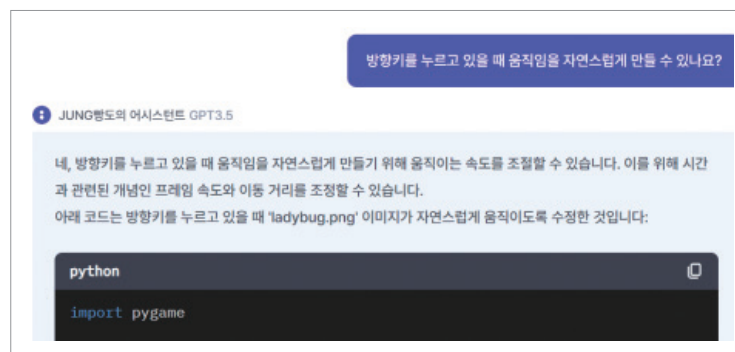 방향키를 누르고 있을 때 움직임을 자연스럽게 만들 수 있나요?
JUNG빵도의 어시스턴트 GPT3.5
네, 방향키를 누르고 있을 때 움직임을 자연스럽게 만들기 위해 움직이는 속도를 조절할 수 있습니다. 이를 위해 시간
과 관련된 개념인 프레임 속도와 이동 거리를 조정할 수 있습니다.
아래 코드는 방향키를 누르고 있을 때 'ladybug.png' 이미지가 자연스럽게 움직이도록 수정한 것입니다:
python
import pygame